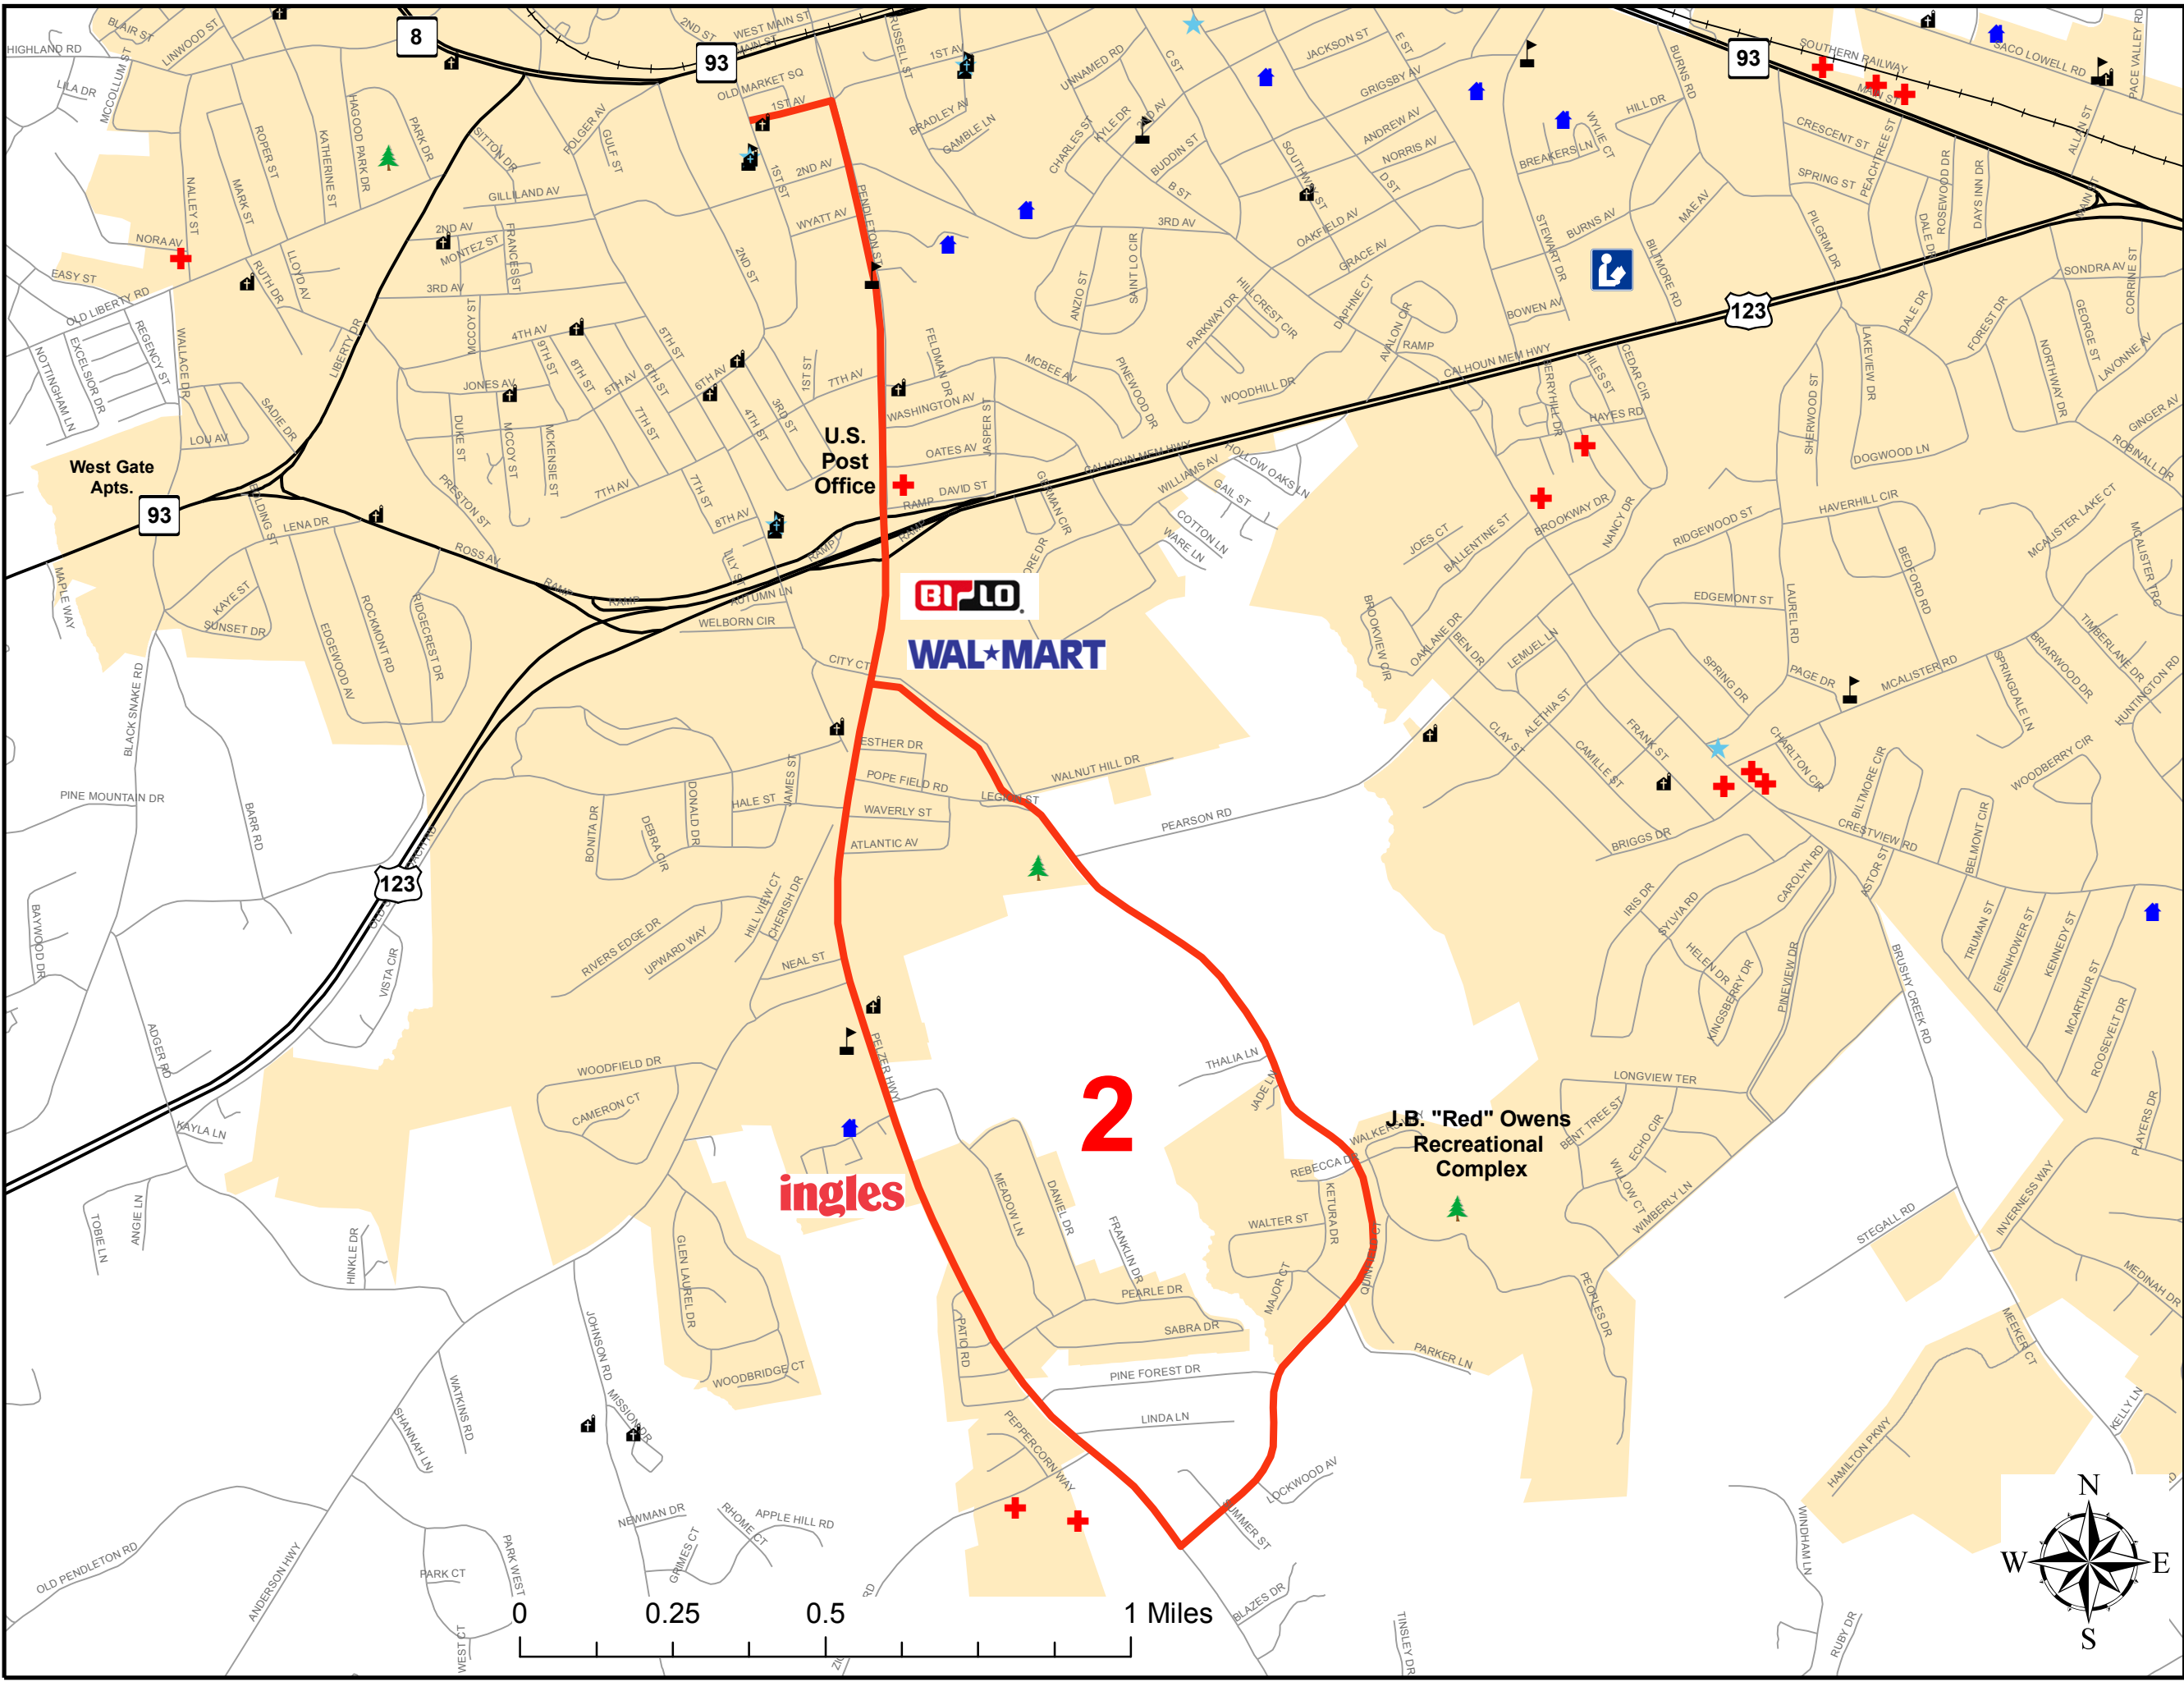 BLAIR ST
LINWOOD ST
HIGHLAND RD
LILA DR
MCCOLLUM ST
8
93
2ND ST
WEST MAIN ST
MAIN ST
RUSSELL ST
1ST AV
OLD MARKET SQ
1ST AV
UNNAMED RD
C ST
JACKSON ST
E ST
GRIGSBY AV
BURNS RD
93
SOUTHERN RAILWAY
SACO LOWELL RD
PACE VALLEY RD
MAIN ST
HAGOOD PARK DR
PARK DR
ROPER ST
KATHERINE ST
SITTON DR
FOLGER AV
GULF ST
BRADLEY AV
GAMBLE LN
CHARLES ST
KYLE DR
2ND AV
BUDDIN ST
B ST
SOUTHWAY ST
ANDREW AV
NORRIS AV
D ST
BREAKERS LN
WYLIE CT
HILL DR
CRESCENT ST
PEACHTREE ST
SPRING ST
ROSEWOOD DR
DAYS INN DR
ALLON ST
MAIN ST
NALLEY ST
MARK ST
GILLILAND AV
2ND AV
MONTEZ ST
FRANCES ST
1ST ST
2ND AV
WYATT AV
PENDLETON ST
3RD AV
OAKFIELD AV
GRACE AV
STEWART DR
BURNS AV
MAE AV
BILTMORE RD
PILGRIM DR
DALE DR
NORA AV
EASY ST
RUTH DR
LLOYD AV
OLD LIBERTY RD
3RD AV
2ND ST
ANZIO ST
SAINT LO CIR
HILLCREST CIR
PARKWAY DR
DAPHNE CT
AVALON CIR
BOWEN AV
RAMP
123
SONDRA AV
CORRINE ST
GEORGE ST
FOREST DR
DALE DR
LAKEVIEW DR
NORTHWAY DR
LAVONNE AV
GINGER AV
ROBINALL DR
NOTTINGHAM LN
EXCELSIOR DR
REGENCY ST
WALLACE DR
LIBERTY DR
MCCOY ST
4TH AV
9TH ST
8TH ST
5TH AV
6TH ST
5TH ST
6TH AV
1ST ST
7TH AV
3RD ST
4TH ST
7TH ST
FELDMAN DR
MCBEE AV
PINEWOOD DR
WOODHILL DR
CALHOUN MEM HWY
MERRYHILL DR
HILES ST
CEDAR CIR
HAYES RD
SHERWOOD ST
DOGWOOD LN
JONES AV
DUKE ST
MCCOY ST
MCKENSIE ST
7TH AV
7TH ST
8TH AV
WASHINGTON AV
OATES AV
JASPER ST
DAVID ST
RAMP
GERMAN CIR
CALHOUN MEM HWY
WILLIAMS AV
HOLLOW OAKS LN
GAIL ST
COTTON LN
WARE LN
LOU AV
SADIE DR
West Gate
Apts.
93
U.S.
Post
Office
LENA DR
PRESTON ST
ROSS AV
RAMP
RAMP
RAMP
RAMP
LILY ST
AUTUMN LN
WELBORN CIR
CITY CT
BI-LO
WAL★MART
JOES CT
BALLENTINE ST
BROOKWAY DR
NANCY DR
RIDGEWOOD ST
HAVERHILL CIR
BEDFORD RD
MCALISTER LAKE CT
MCALISTER TRC
EDGEMONT ST
LAUREL RD
MAPLE WAY
KAYE ST
SUNSET DR
EDGEWOOD AV
ROCKMONT RD
RIDGECREST DR
BLACK SNAKE RD
BROOKVIEW CIR
OAKLANE DR
BEN DR
LEMUEL LN
SPRING DR
PAGE DR
MCALISTER RD
SPRINGDALE LN
BRIARWOOD DR
TIMBERLANE DR
HUNTINGTON RD
CLAY ST
ALETHIA ST
CAMILLE ST
FRANK ST
CHARLTON CIR
BILTMORE CIR
WOODBERRY CIR
BELMONT CIR
BRIGGS DR
CRESTVIEW RD
ESTHER DR
POPE FIELD RD
LEGION ST
WALNUT HILL DR
WAVERLY ST
ATLANTIC AV
PEARSON RD
PINE MOUNTAIN DR
BARR RD
123
BAYWOOD DR
VISTA CIR
BONITA DR
DEBRA CIR
DONALD DR
HALE ST
JAMES ST
HILL VIEW CT
CHERISH DR
RIVERS EDGE DR
UPWARD WAY
NEAL ST
IRIS DR
SYLVIA RD
CAROLYN RD
ASTOR ST
HELEN DR
KINGSBERRY DR
PINEVIEW DR
BRUSHY CREEK RD
TRUMAN ST
EISENHOWER ST
KENNEDY ST
MCARTHUR ST
ROOSEVELT DR
ADGER RD
KAYLA LN
WOODFIELD DR
CAMERON CT
PELZER HWY
2
THALIA LN
JADE LN
J.B. "Red" Owens
Recreational
Complex
REBECCA DR
LONGVIEW TER
BENT TREE ST
ECHO CIR
WILLOW CT
WIMBERLY LN
PLAYERS DR
INVERNESS WAY
STEGALL RD
MEDINAH DR
TOBIE LN
ANGIE LN
HINKLE DR
ingles
GLEN LAUREL DR
MEADOW LN
DANIEL DR
FRANKLIN DR
WALTER ST
KETURA DR
MAJOR CT
PEARLE DR
SABRA DR
PATIO RD
PINE FOREST DR
LINDA LN
PARKER LN
PEOPLES DR
MEEKER CT
JOHNSON RD
MISSION DR
WOODBRIDGE CT
WATKINS RD
SHANNAH LN
PEPPERCORN WAY
SUMMER ST
LOCKWOOD AV
HAMILTON PKWY
KELLY LN
NEWMAN DR
RHOME CT
APPLE HILL RD
GRIMES CT
OLD PENDLETON RD
ANDERSON HWY
PARK CT
PARK WEST
WEST CT
RD
BLAZES DR
TINSLEY DR
WINDHAM LN
RUBY DR
0 0.25 0.5 1 Miles
N
W E
S